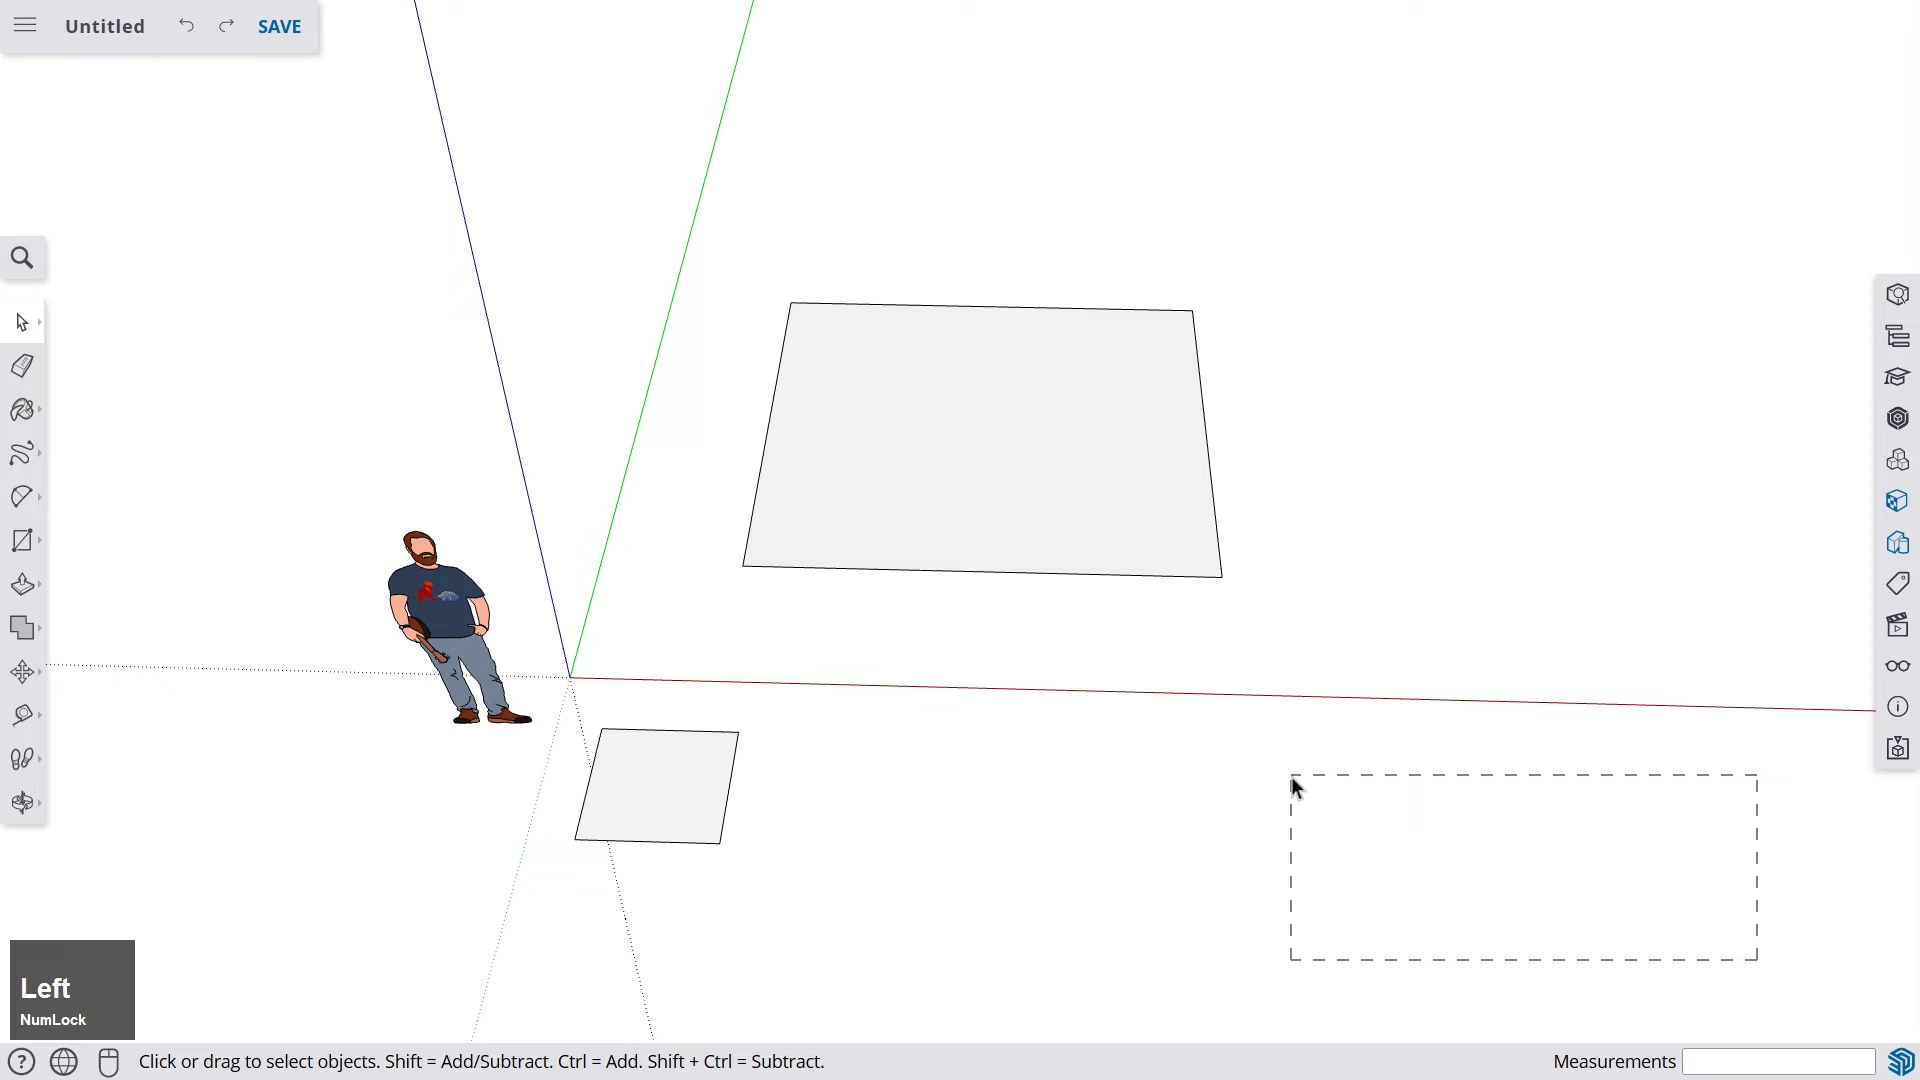 Untitled
SAVE
Left
NumLock
Click or drag to select objects. Shift = Add/Subtract. Ctrl = Add. Shift + Ctrl = Subtract.
Measurements